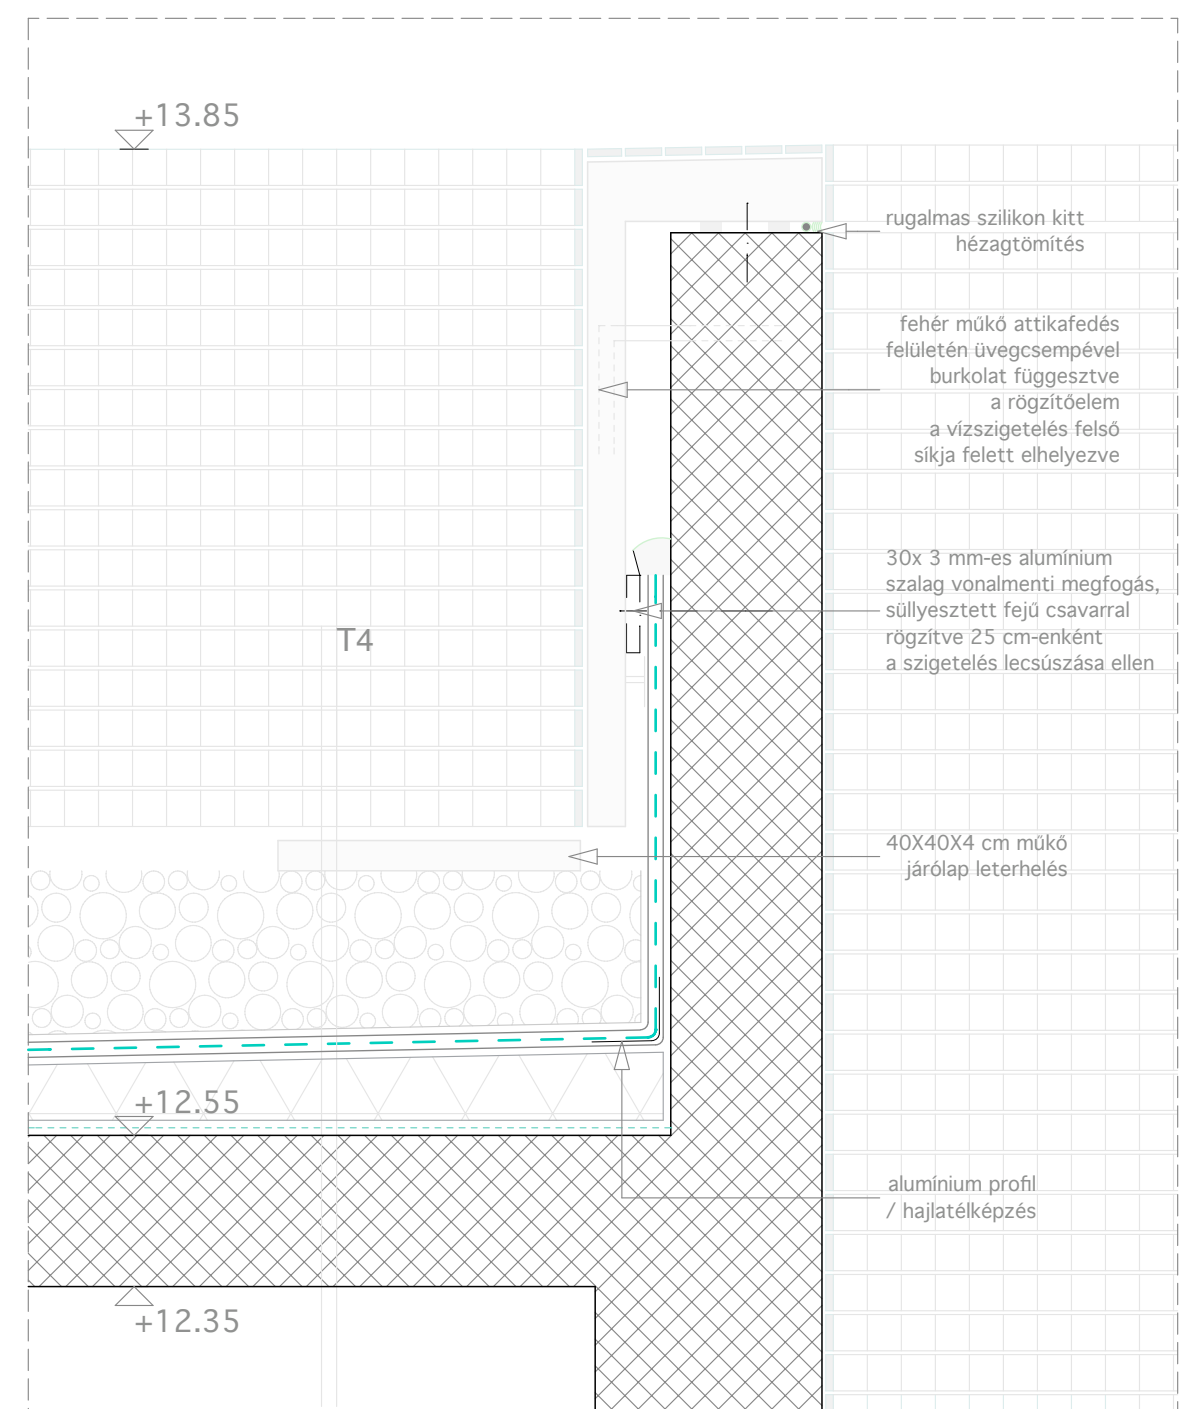 +13.85
rugalmas szilikon kitt
hézagtömítés
fehér műkő attikafedés
felületén üvegcsempével
burkolat függesztve
a rögzítőelem
a vízszigetelés felső
síkja felett elhelyezve
30x 3 mm-es alumínium
szalag vonalmenti megfogás,
süllyesztett fejű csavarral
rögzítve 25 cm-enként
a szigetelés lecsúszása ellen
T4
40X40X4 cm műkő
járólap leterhelés
+12.55
alumínium profil
/ hajlatélképzés
+12.35